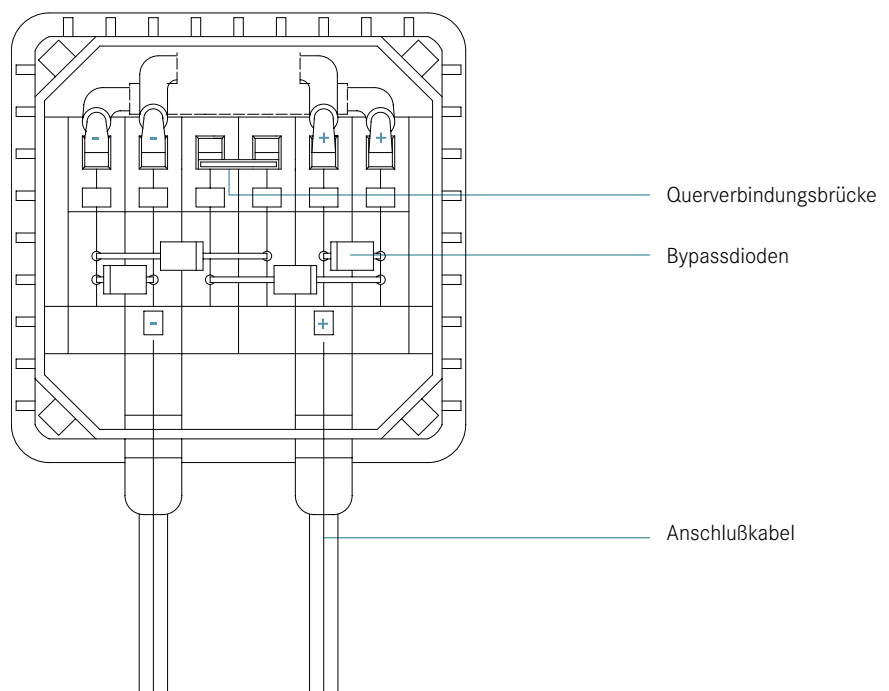 - - + +
Querverbindungsbrücke
Bypassdioden
- +
Anschlußkabel